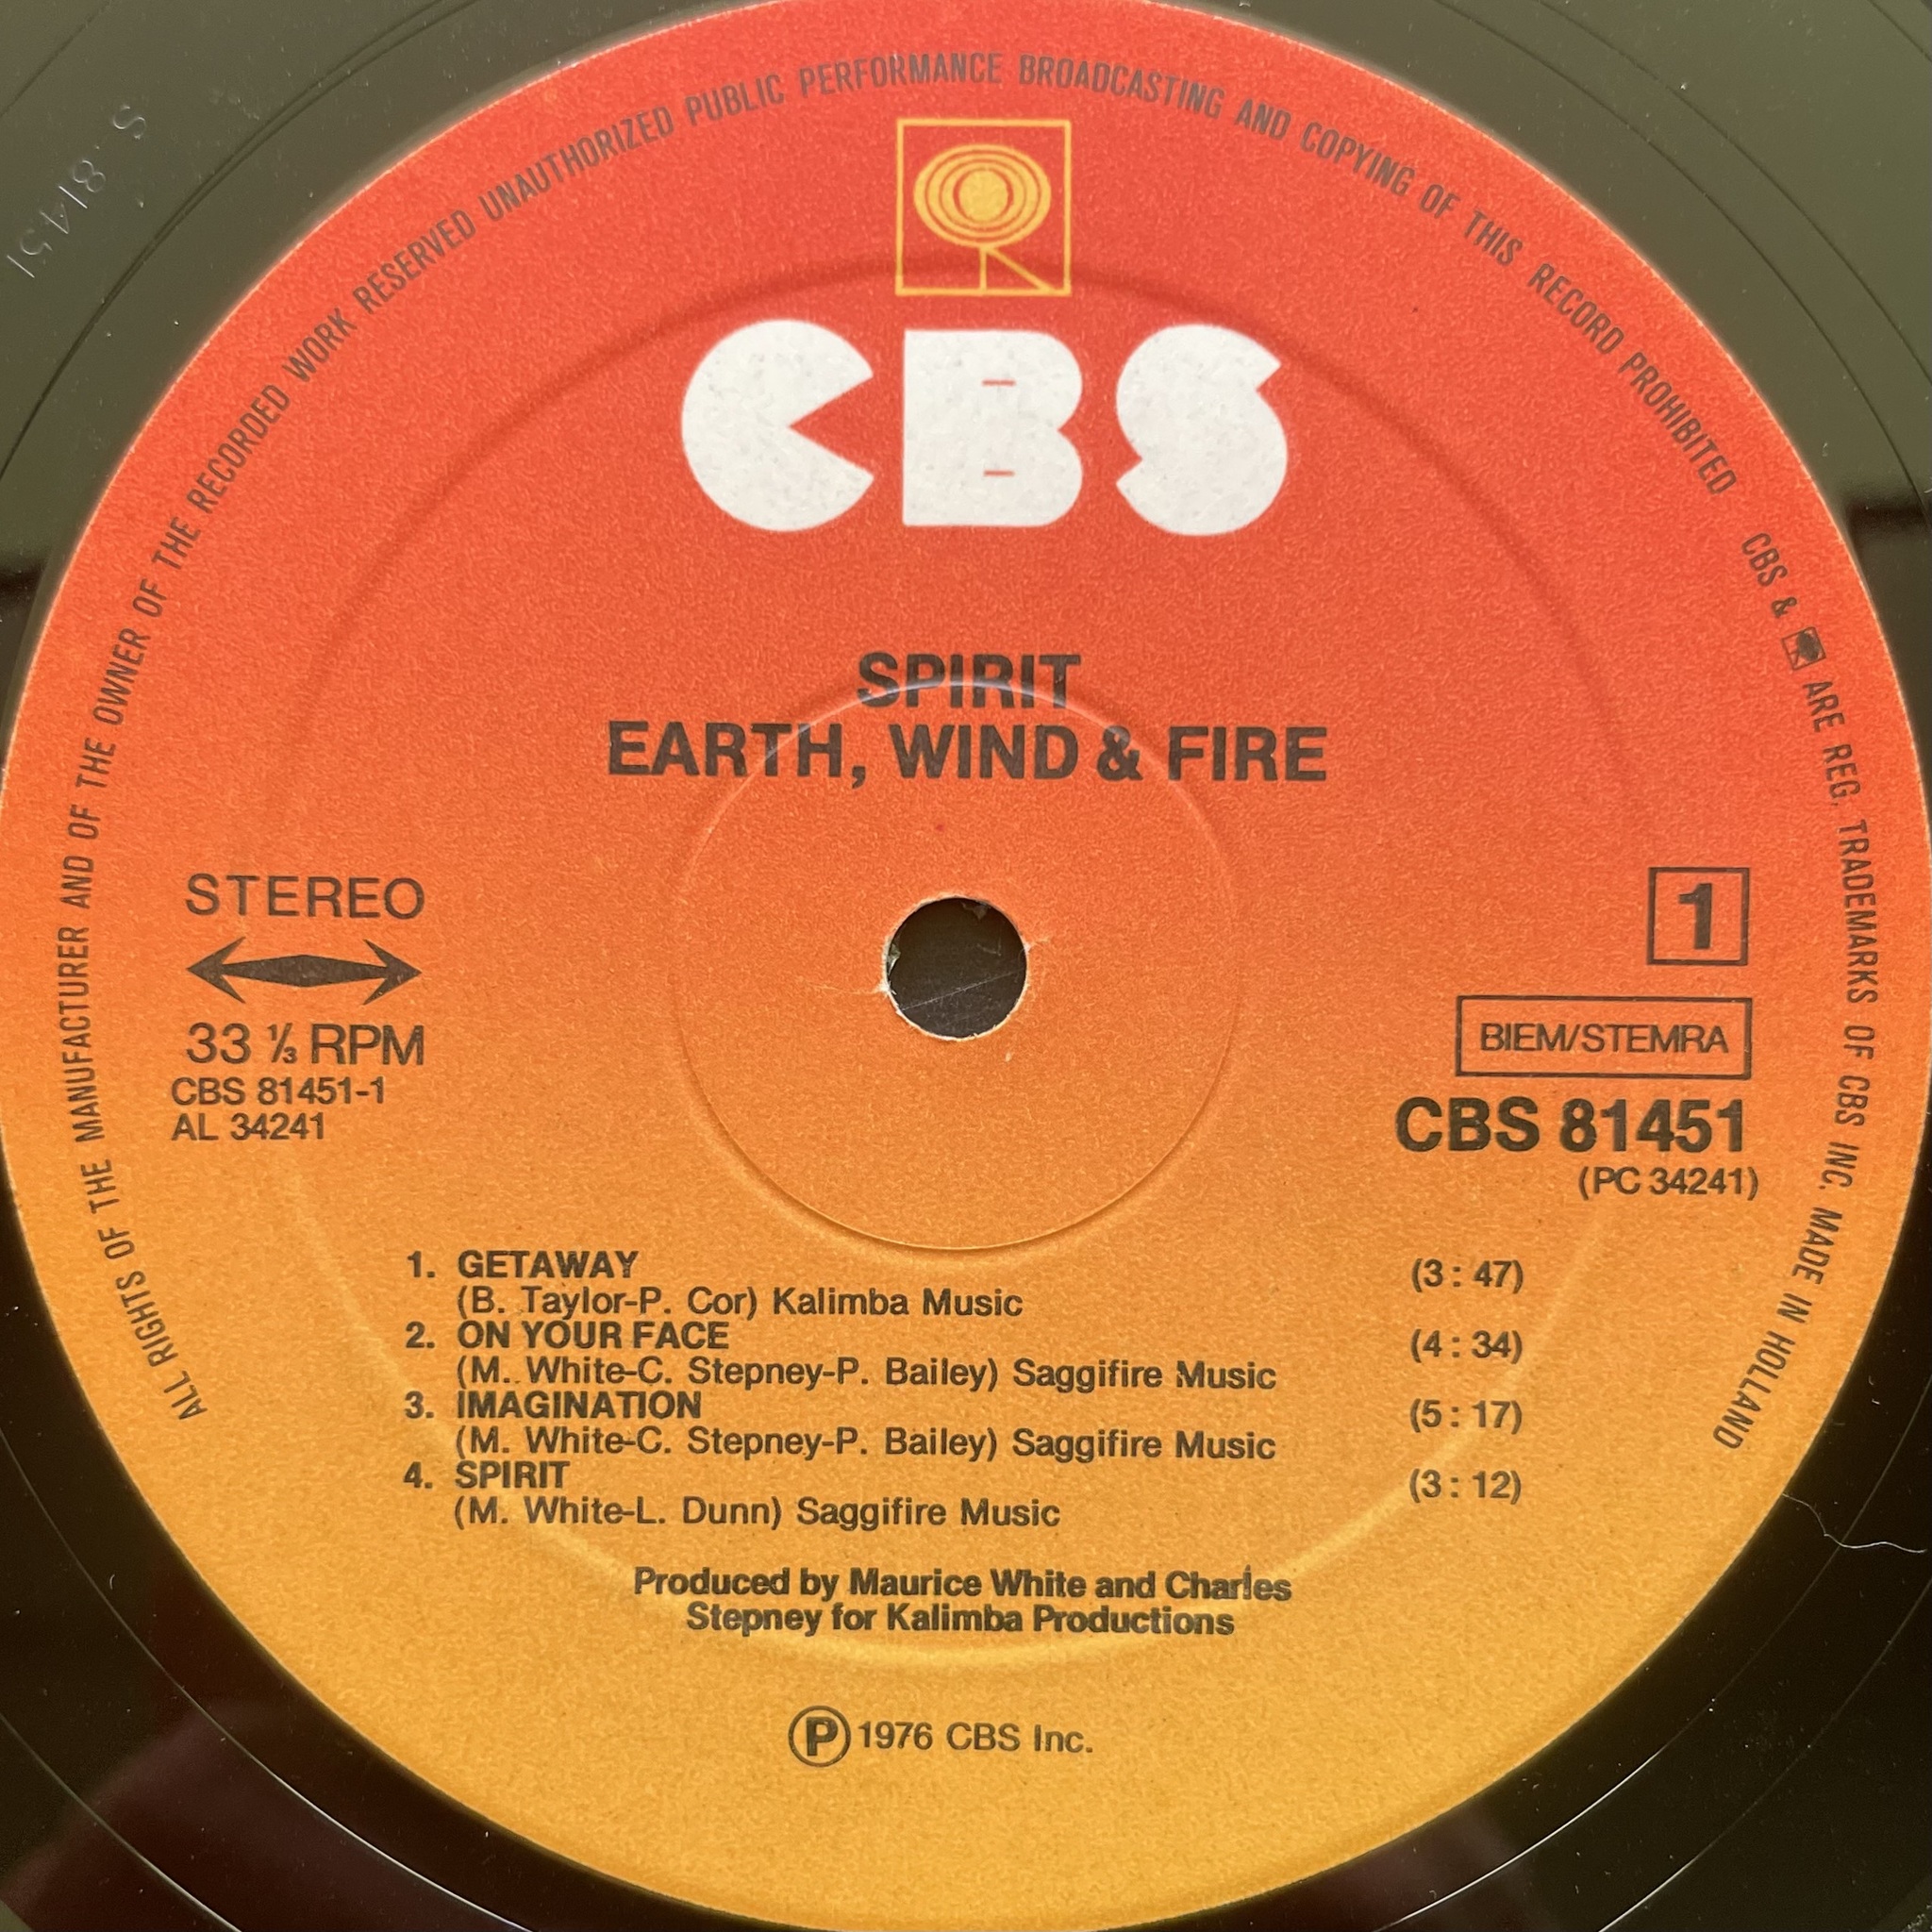 S 81451
ALL RIGHTS OF THE MANUFACTURER AND OF THE OWNER OF THE RECORDED WORK RESERVED UNAUTHORIZED PUBLIC PERFORMANCE BROADCASTING AND COPYING OF THIS RECORD PROHIBITED
CBS & ARE REG. TRADEMARKS OF CBS INC. MADE IN HOLLAND
CBS
SPIRIT
EARTH, WIND & FIRE
STEREO
33 ⅓ RPM
CBS 81451-1
AL 34241
1
BIEM/STEMRA
CBS 81451
(PC 34241)
1. GETAWAY (3 : 47)
(B. Taylor-P. Cor) Kalimba Music
2. ON YOUR FACE (4 : 34)
(M. White-C. Stepney-P. Bailey) Saggifire Music
3. IMAGINATION (5 : 17)
(M. White-C. Stepney-P. Bailey) Saggifire Music
4. SPIRIT (3 : 12)
(M. White-L. Dunn) Saggifire Music
Produced by Maurice White and Charles
Stepney for Kalimba Productions
Ⓟ 1976 CBS Inc.